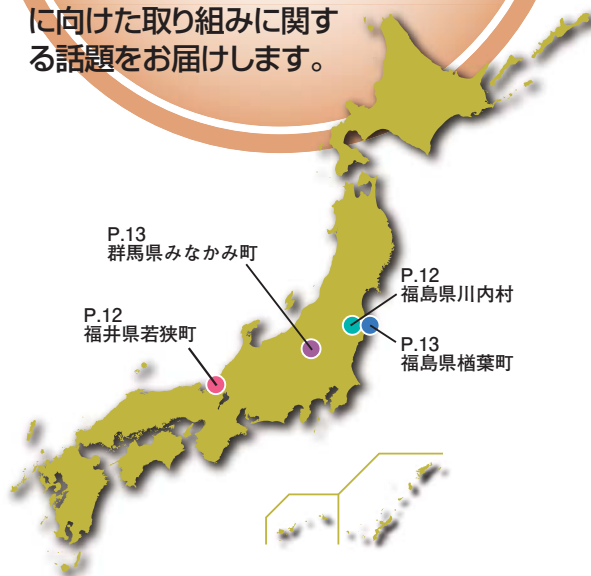 に向けた取り組みに関す
る話題をお届けします。
P.13
群馬県みなかみ町
P.12
福島県川内村
P.12
福井県若狭町
P.13
福島県楢葉町